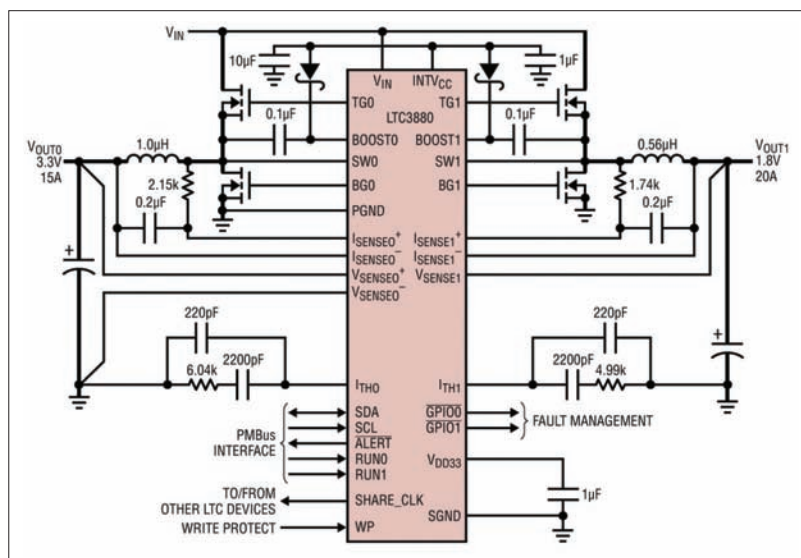 VIN
10µF
1µF
VIN
INTVCC
LTC3880
TG0
TG1
0.1µF
0.1µF
BOOST0
BOOST1
VOUT0
3.3V
15A
1.0µH
SW0
SW1
0.56µH
VOUT1
1.8V
20A
2.15k
BG0
BG1
1.74k
0.2µF
PGND
0.2µF
ISENSE0+
ISENSE1+
ISENSE0–
ISENSE1–
VSENSE0+
VSENSE1
VSENSE0–
+
+
220pF
220pF
2200pF
2200pF
6.04k
4.99k
ITH0
ITH1
PMBus
INTERFACE
SDA
SCL
ALERT
RUN0
RUN1
GPIO0
GPIO1
FAULT MANAGEMENT
VDD33
1µF
TO/FROM
OTHER LTC DEVICES
SHARE_CLK
SGND
WRITE PROTECT
WP